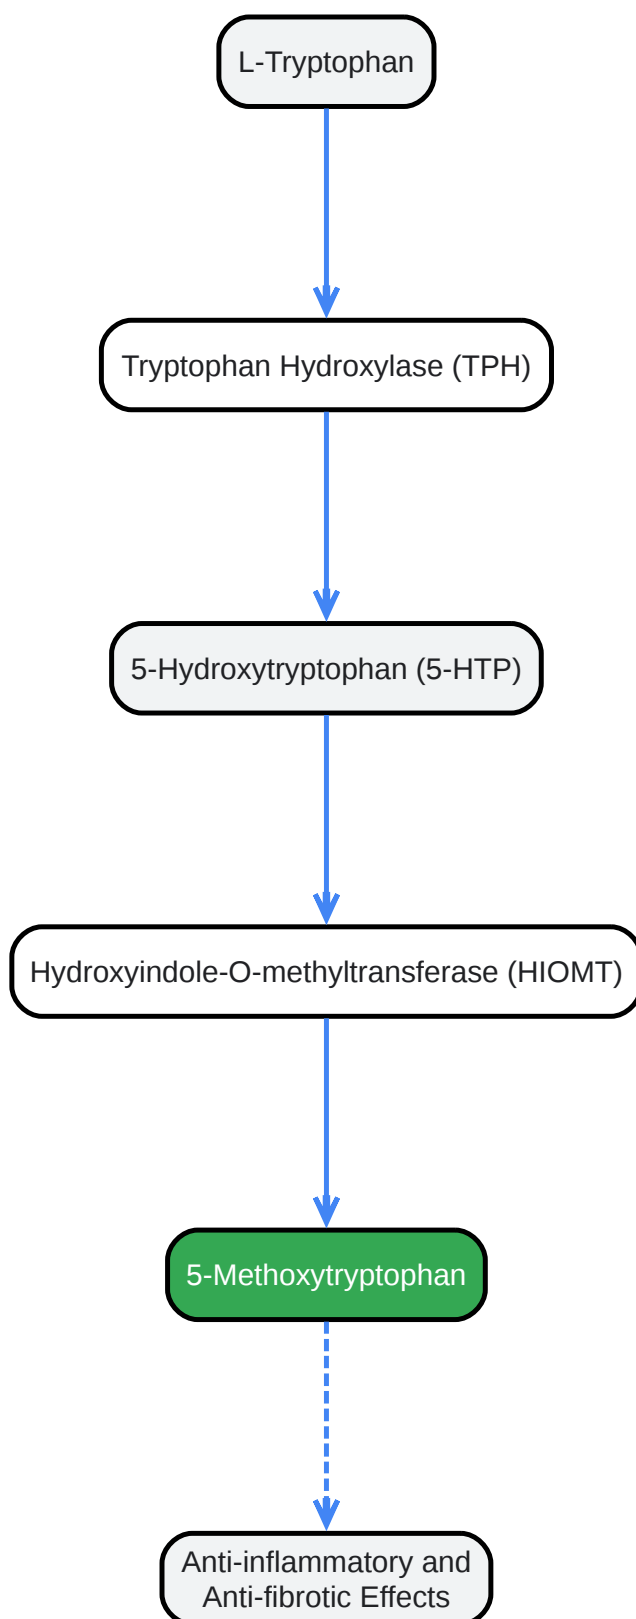 L-Tryptophan
Tryptophan Hydroxylase (TPH)
5-Hydroxytryptophan (5-HTP)
Hydroxyindole-O-methyltransferase (HIOMT)
5-Methoxytryptophan
Anti-inflammatory and
Anti-fibrotic Effects